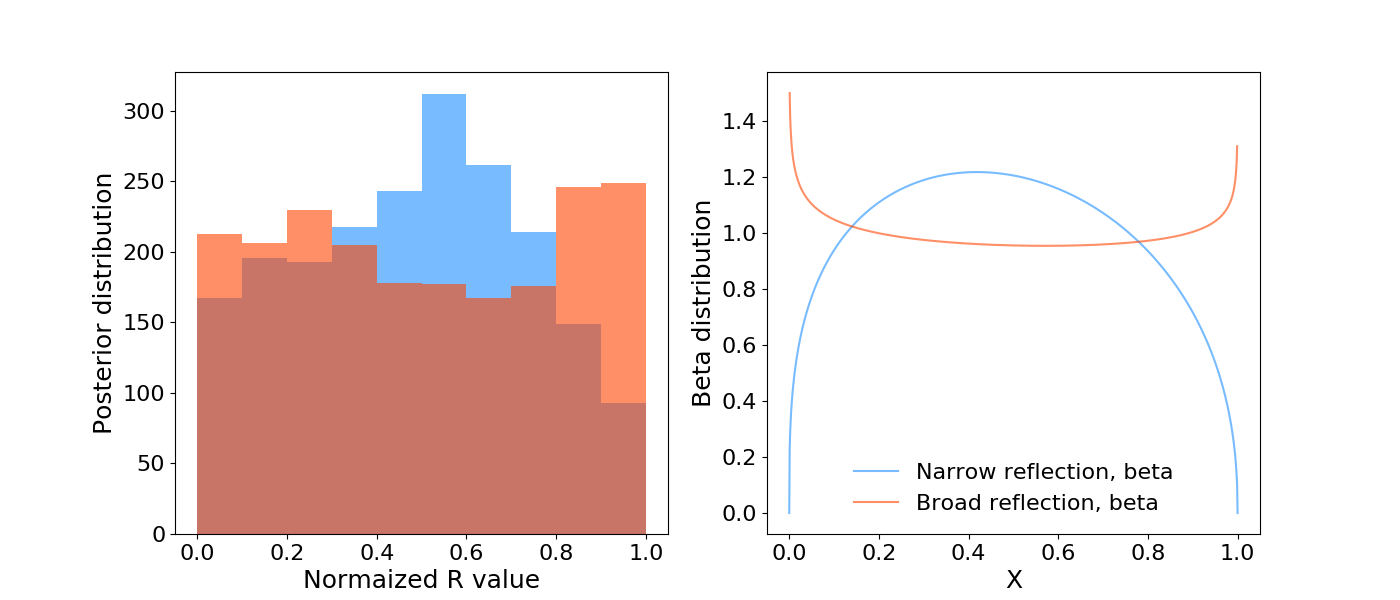 Posterior distribution
300
250
200
150
100
50
0
0.0 0.2 0.4 0.6 0.8 1.0
Normaized R value
Beta distribution
1.4
1.2
1.0
0.8
0.6
0.4
0.2
0.0
Narrow reflection, beta
Broad reflection, beta
0.0 0.2 0.4 0.6 0.8 1.0
X